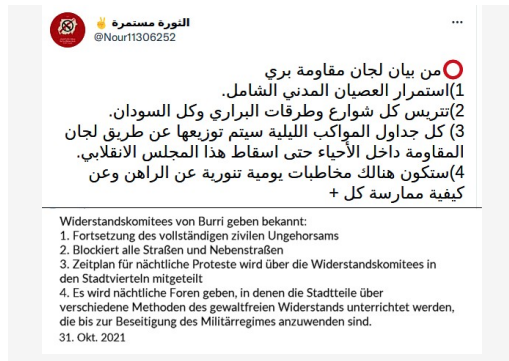 الثورة مستمرة ✌
@Nour11306252
...
⭕من بيان لجان مقاومة بري
1)استمرار العصيان المدني الشامل.
2)تتريس كل شوارع وطرقات البراري وكل السودان.
3) كل جداول المواكب الليلية سيتم توزيعها عن طريق لجان
المقاومة داخل الأحياء حتى اسقاط هذا المجلس الانقلابي.
4)ستكون هنالك مخاطبات يومية تنورية عن الراهن وعن
كيفية ممارسة كل +
Widerstandskomitees von Burri geben bekannt:
1. Fortsetzung des vollständigen zivilen Ungehorsams
2. Blockiert alle Straßen und Nebenstraßen
3. Zeitplan für nächtliche Proteste wird über die Widerstandskomitees in
den Stadtvierteln mitgeteilt
4. Es wird nächtliche Foren geben, in denen die Stadtteile über
verschiedene Methoden des gewaltfreien Widerstands unterrichtet werden,
die bis zur Beseitigung des Militärregimes anzuwenden sind.
31. Okt. 2021